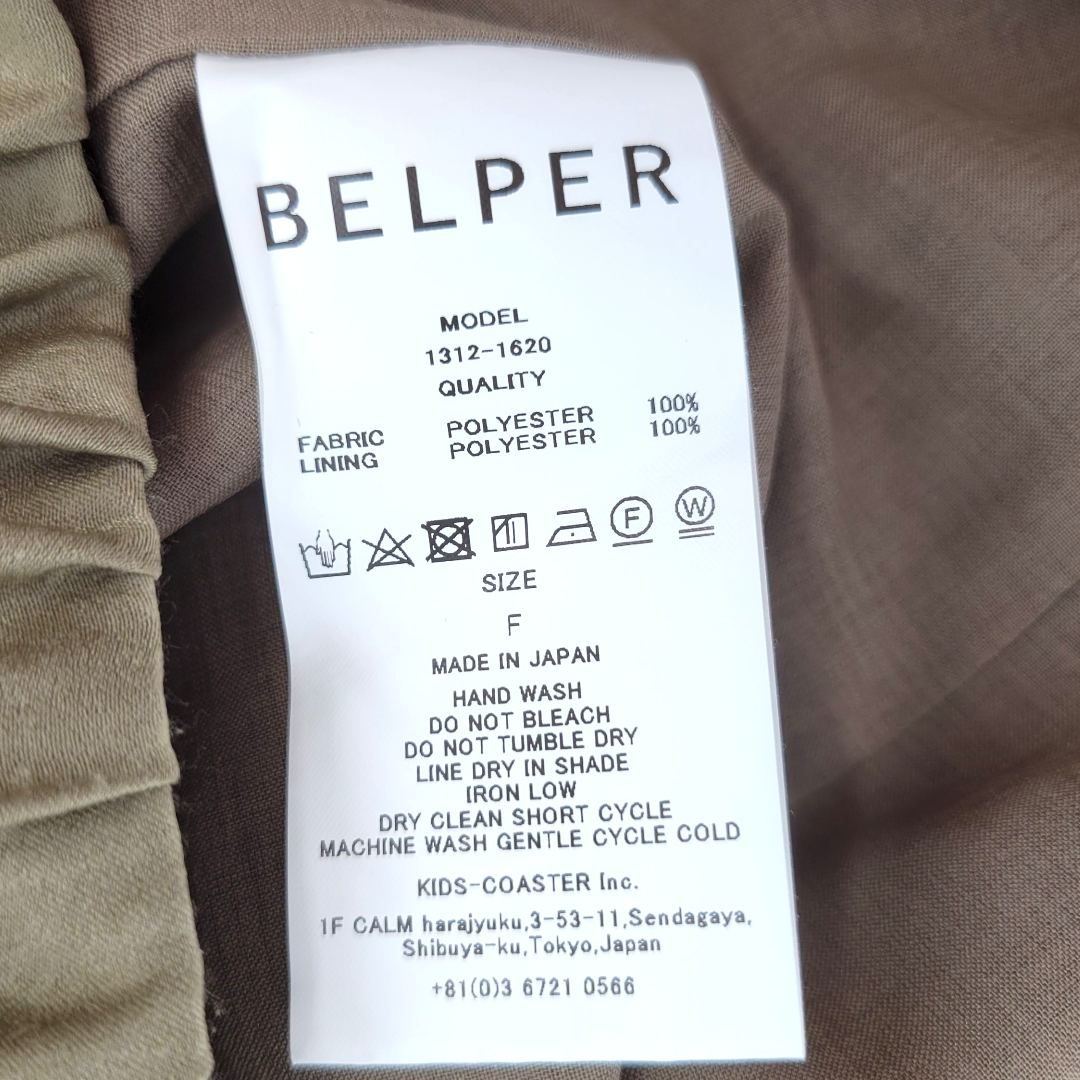 BELPER
MODEL
1312-1620
QUALITY
FABRIC POLYESTER 100%
LINING POLYESTER 100%
F W
SIZE
F
MADE IN JAPAN
HAND WASH
DO NOT BLEACH
DO NOT TUMBLE DRY
LINE DRY IN SHADE
IRON LOW
DRY CLEAN SHORT CYCLE
MACHINE WASH GENTLE CYCLE COLD
KIDS-COASTER Inc.
1F CALM harajyuku,3-53-11,Sendagaya,
Shibuya-ku,Tokyo,Japan
+81(0)3 6721 0566